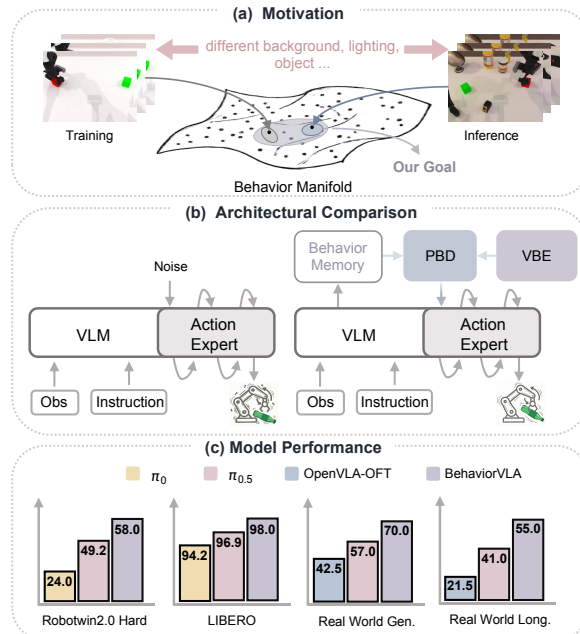 (a) Motivation
different background, lighting,
object ...
Training
Inference
Our Goal
Behavior Manifold
(b) Architectural Comparison
Noise
VLM
Action
Expert
Obs
Instruction
Behavior
Memory
PBD
VBE
VLM
Action
Expert
Obs
Instruction
(c) Model Performance
π0
π0.5
OpenVLA-OFT
BehaviorVLA
24.0
49.2
58.0
Robotwin2.0 Hard
94.2
96.9
98.0
LIBERO
42.5
57.0
70.0
Real World Gen.
21.5
41.0
55.0
Real World Long.